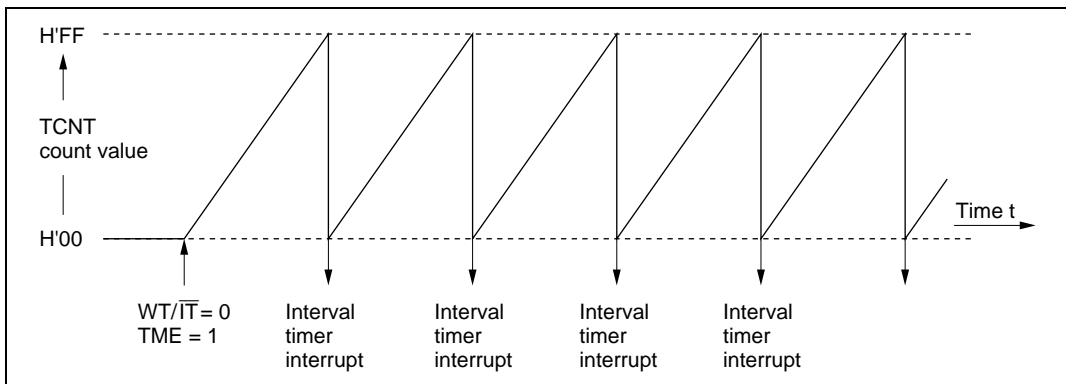 H'FF
TCNT
count value
H'00
Time t
WT/I̅T̅ = 0
TME = 1
Interval
timer
interrupt
Interval
timer
interrupt
Interval
timer
interrupt
Interval
timer
interrupt